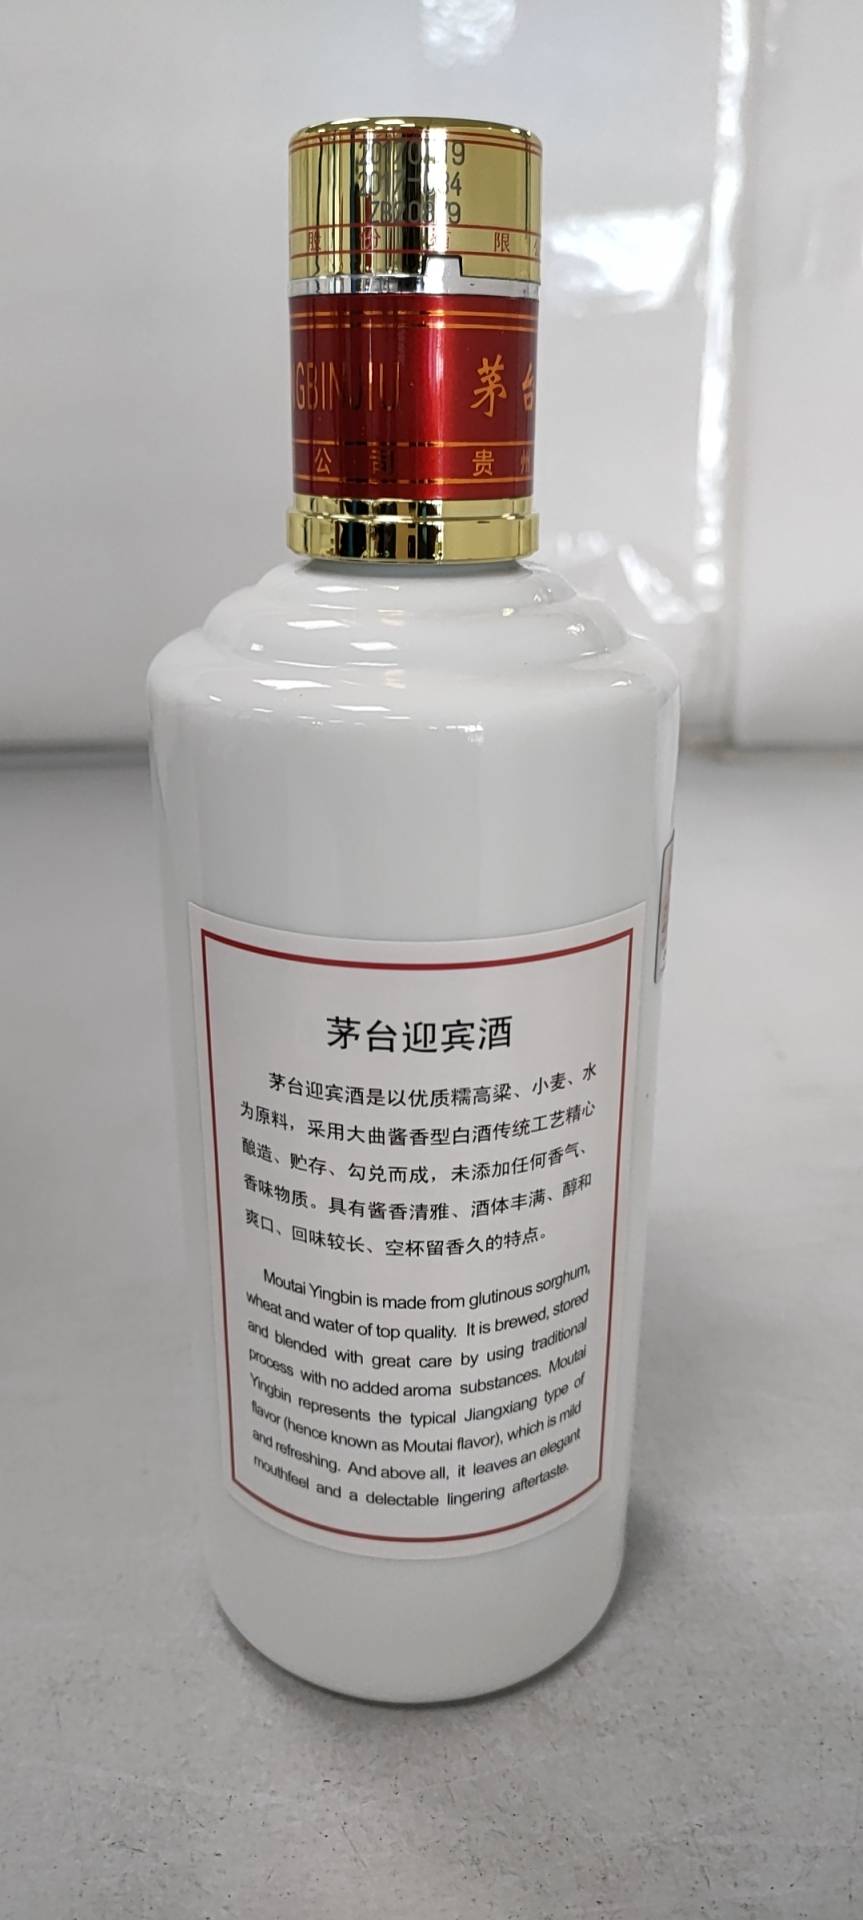 股份有限公
GBINJIU 茅台
公司 贵州
茅台迎宾酒
茅台迎宾酒是以优质糯高粱、小麦、水
为原料，采用大曲酱香型白酒传统工艺精心
酿造、贮存、勾兑而成，未添加任何香气、
香味物质。具有酱香清雅、酒体丰满、醇和
爽口、回味较长、空杯留香久的特点。
Moutai Yingbin is made from glutinous sorghum,
wheat and water of top quality. It is brewed, stored
and blended with great care by using traditional
process with no added aroma substances. Moutai
Yingbin represents the typical Jiangxiang type of
flavor (hence known as Moutai flavor), which is mild
and refreshing. And above all, it leaves an elegant
mouthfeel and a delectable lingering aftertaste.